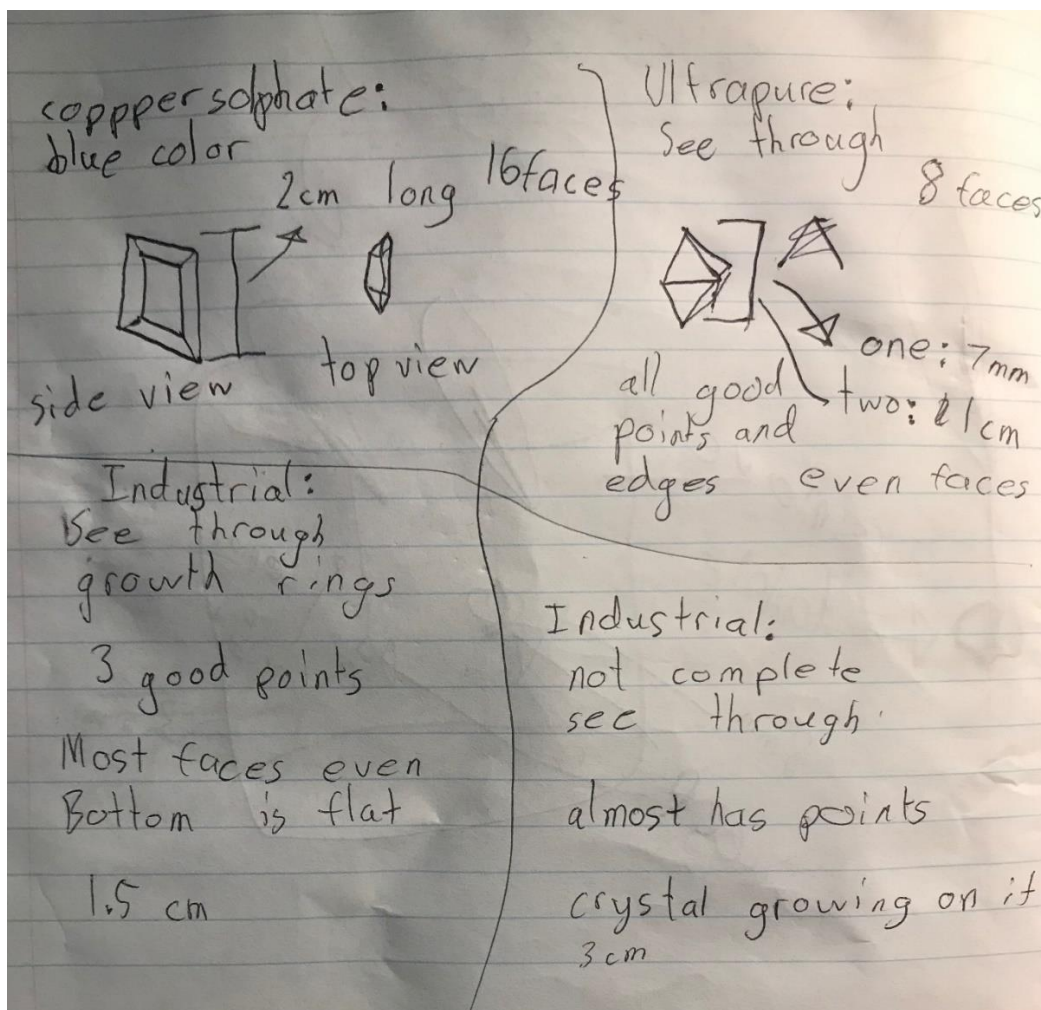 copppersolphate:
blue color
2cm long 16faces
side view
top view
Ultrapure:
See through
8 faces
one: 7mm
two: 1cm
all good
points and
edges even faces
Industrial:
See through
growth rings
3 good points
Most faces even
Bottom is flat
1.5 cm
Industrial:
not complete
see through
almost has points
crystal growing on it
3cm